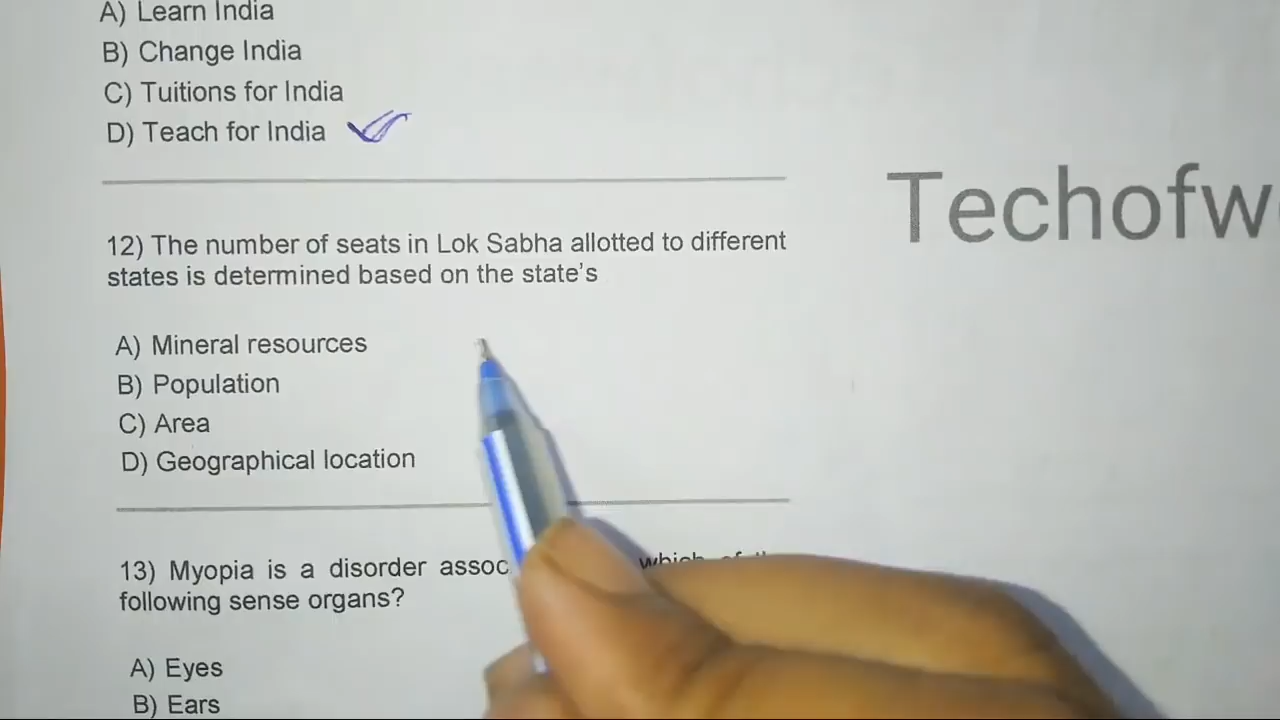 A) Learn India
B) Change India
C) Tuitions for India
D) Teach for India
Techofw
12) The number of seats in Lok Sabha allotted to different
states is determined based on the state's
A) Mineral resources
B) Population
C) Area
D) Geographical location
13) Myopia is a disorder assoc which of
following sense organs?
A) Eyes
B) Ears